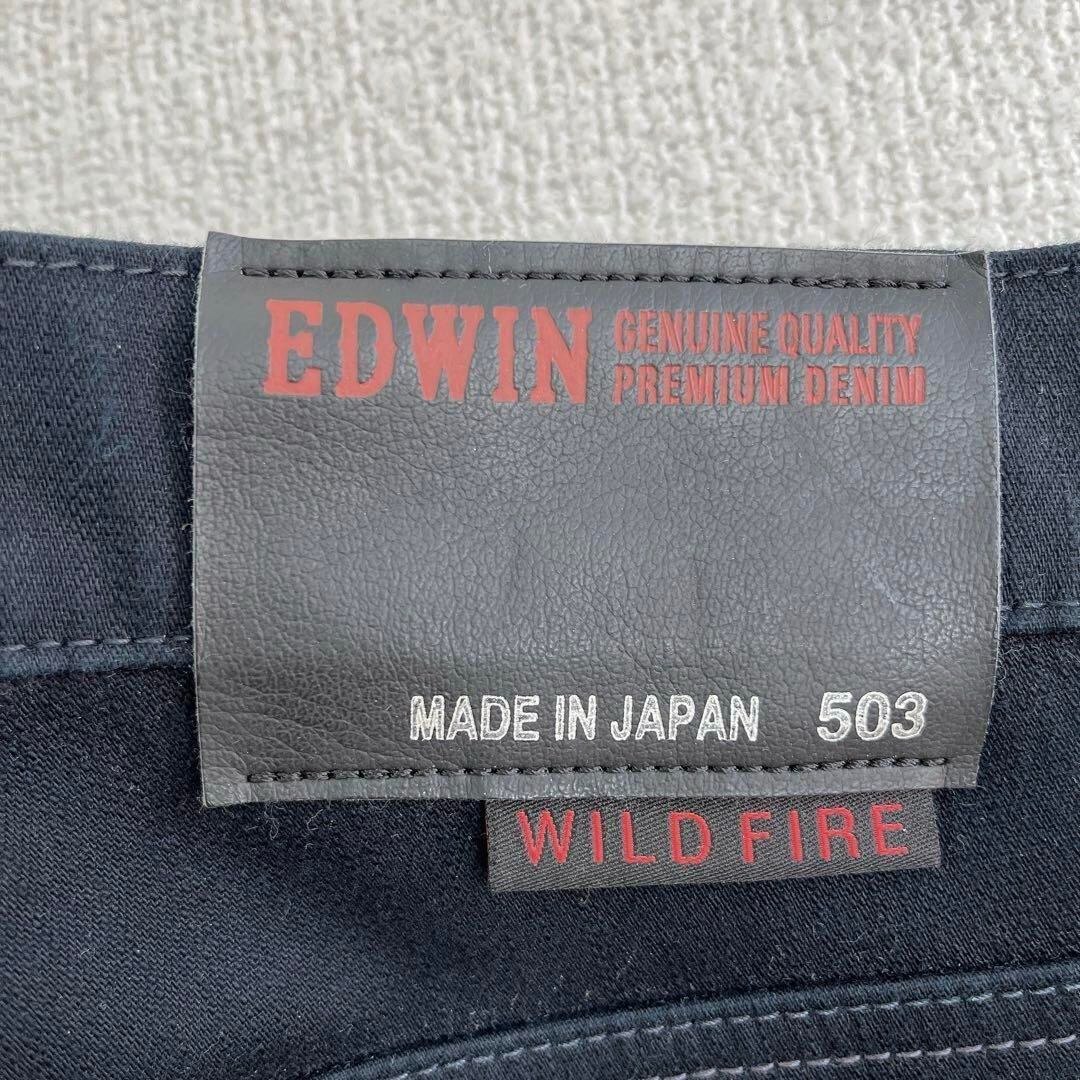 EDWIN GENUINE QUALITY
PREMIUM DENIM
MADE IN JAPAN 503
WILD FIRE